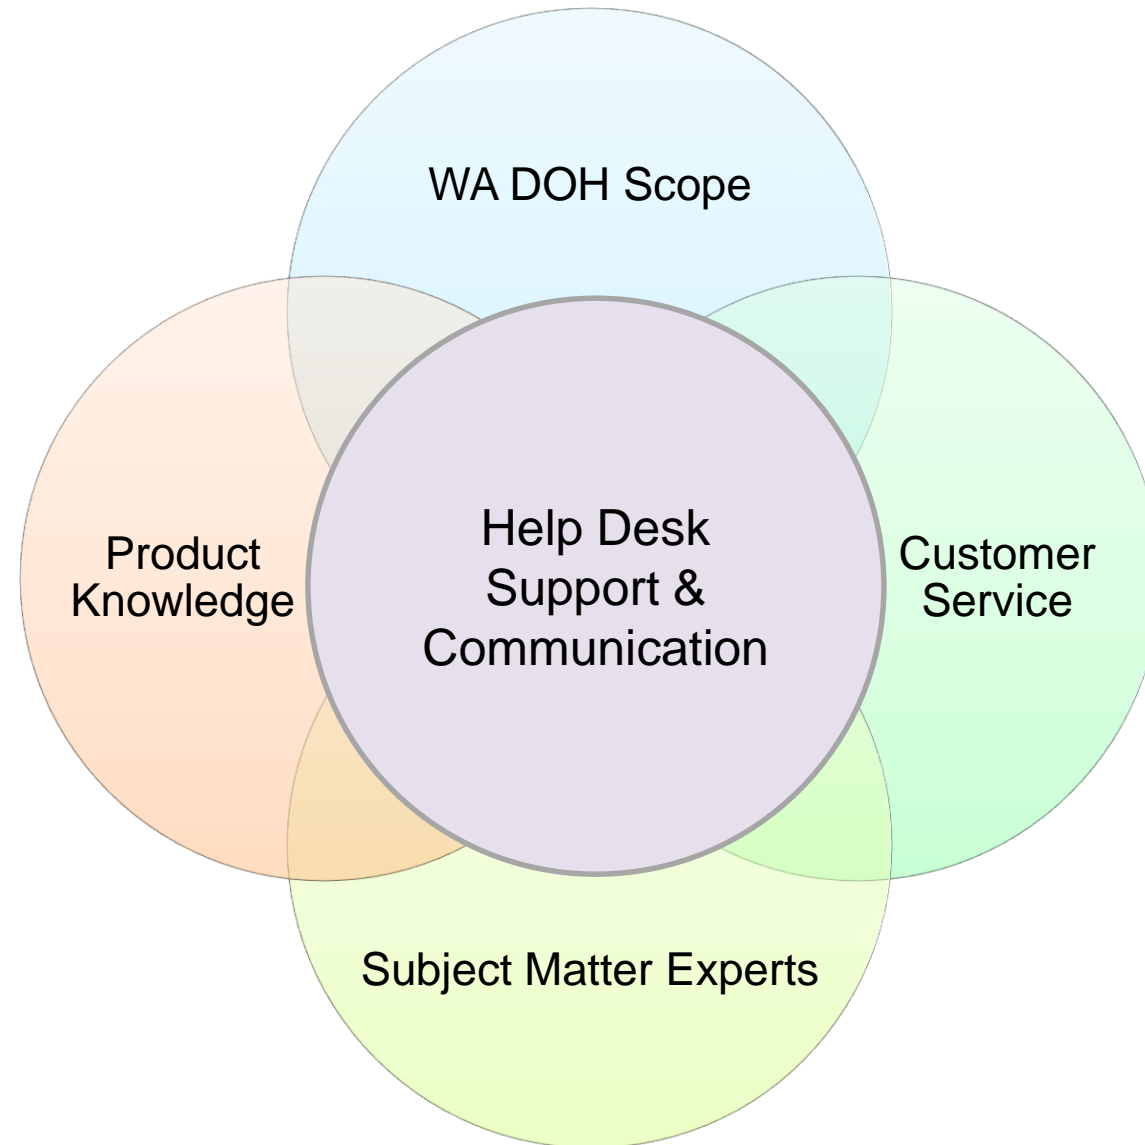 WA DOH Scope
Product
Knowledge
Help Desk
Support &
Communication
Customer
Service
Subject Matter Experts